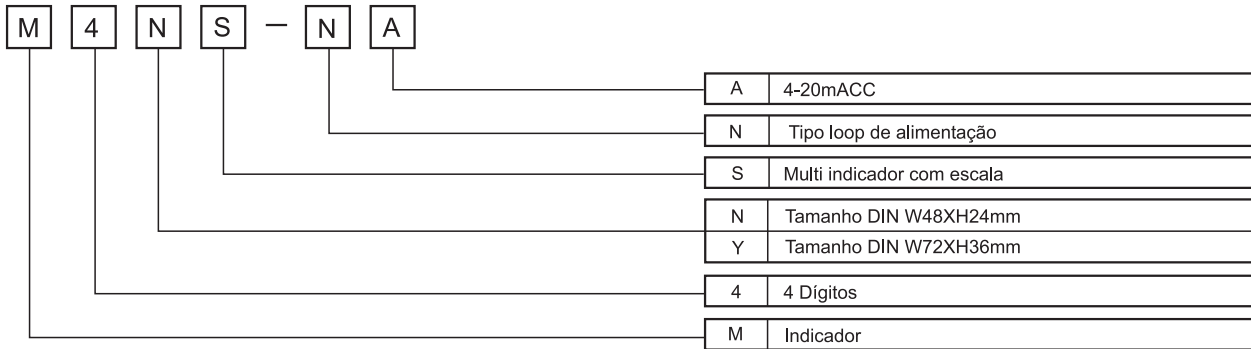 M 4 N S - N A
A 4-20mACC
N Tipo loop de alimentação
S Multi indicador com escala
N Tamanho DIN W48XH24mm
Y Tamanho DIN W72XH36mm
4 4 Dígitos
M Indicador